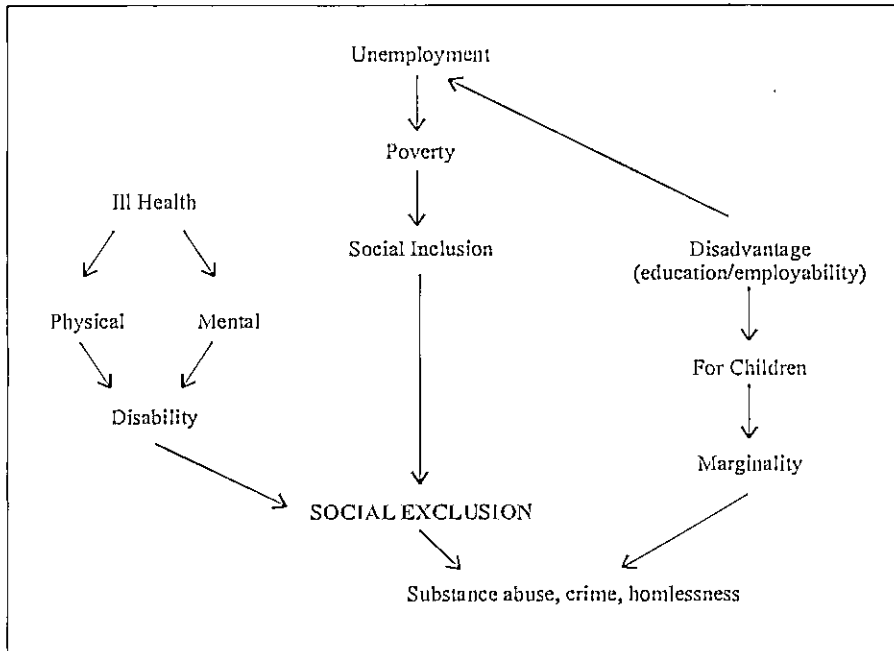 Unemployment
Poverty
Ill Health
Social Inclusion
Disadvantage
(education/employability)
Physical
Mental
For Children
Disability
Marginality
SOCIAL EXCLUSION
Substance abuse, crime, homlessness